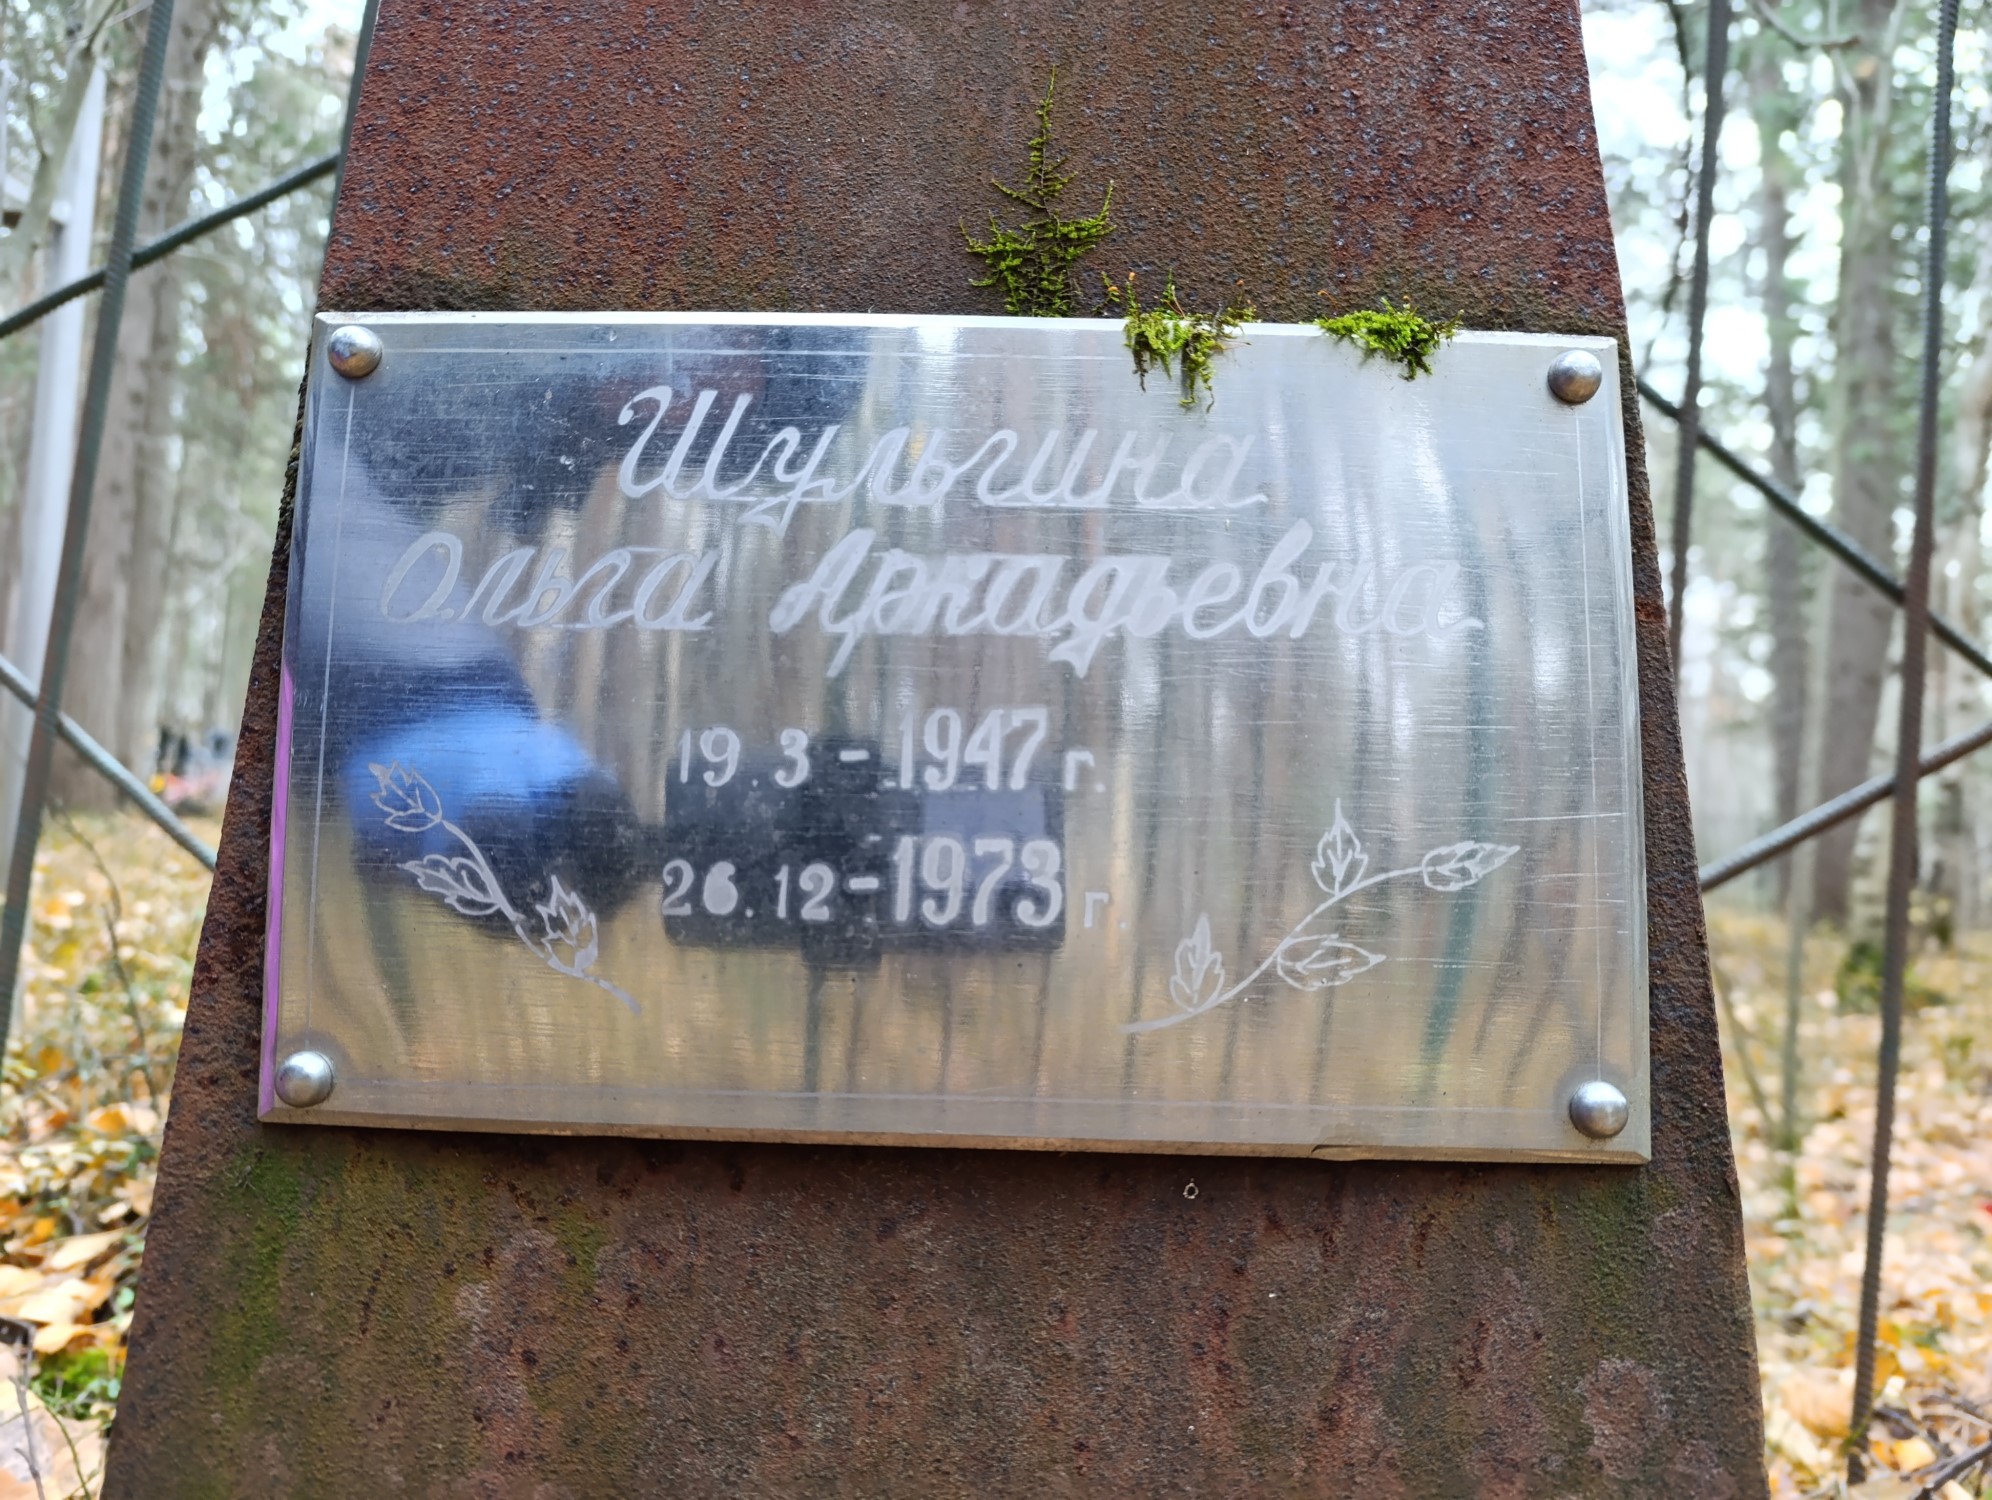 Шульгина
Ольга Аркадьевна
19.3-1947 г.
26.12-1973 г.